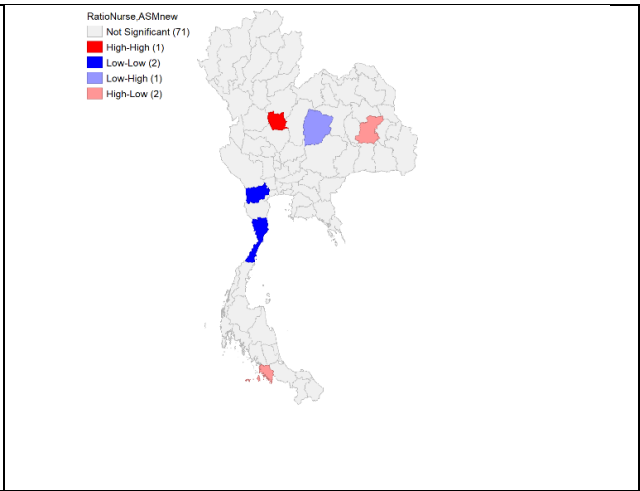 RatioNurse,ASMnew
Not Significant (71)
High-High (1)
Low-Low (2)
Low-High (1)
High-Low (2)